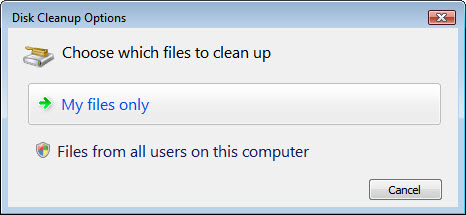 Disk Cleanup Options
Choose which files to clean up
My files only
Files from all users on this computer
Cancel